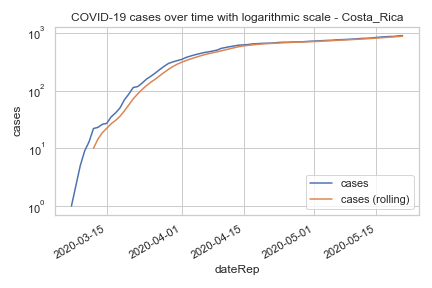 COVID-19 cases over time with logarithmic scale - Costa_Rica
10³
10²
10¹
10⁰
cases
cases
cases (rolling)
2020-03-15
2020-04-01
2020-04-15
2020-05-01
2020-05-15
dateRep